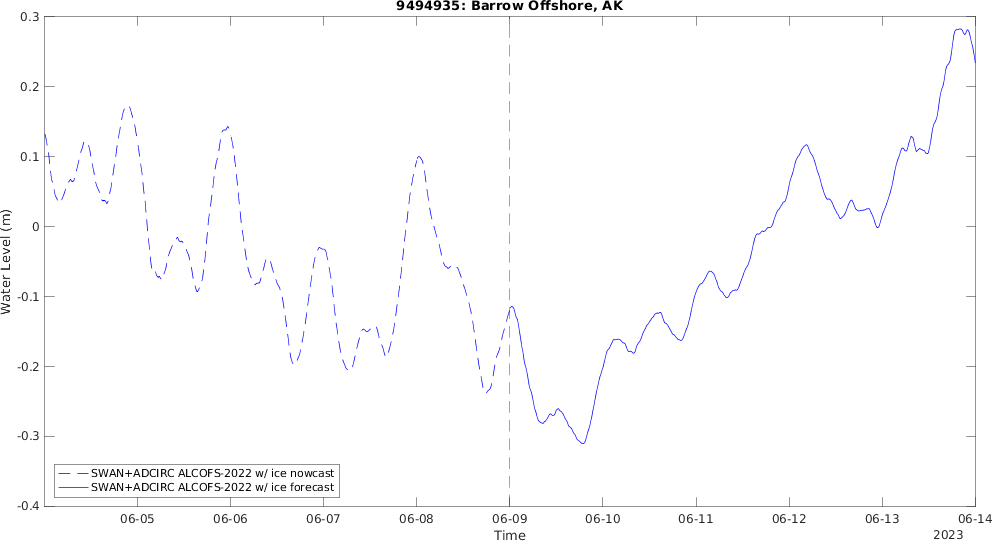 9494935: Barrow Offshore, AK
0.3
0.2
0.1
0
-0.1
-0.2
-0.3
-0.4
Water Level (m)
SWAN+ADCIRC ALCOFS-2022 w/ ice nowcast
SWAN+ADCIRC ALCOFS-2022 w/ ice forecast
06-05 06-06 06-07 06-08 06-09 06-10 06-11 06-12 06-13 06-14
Time
2023